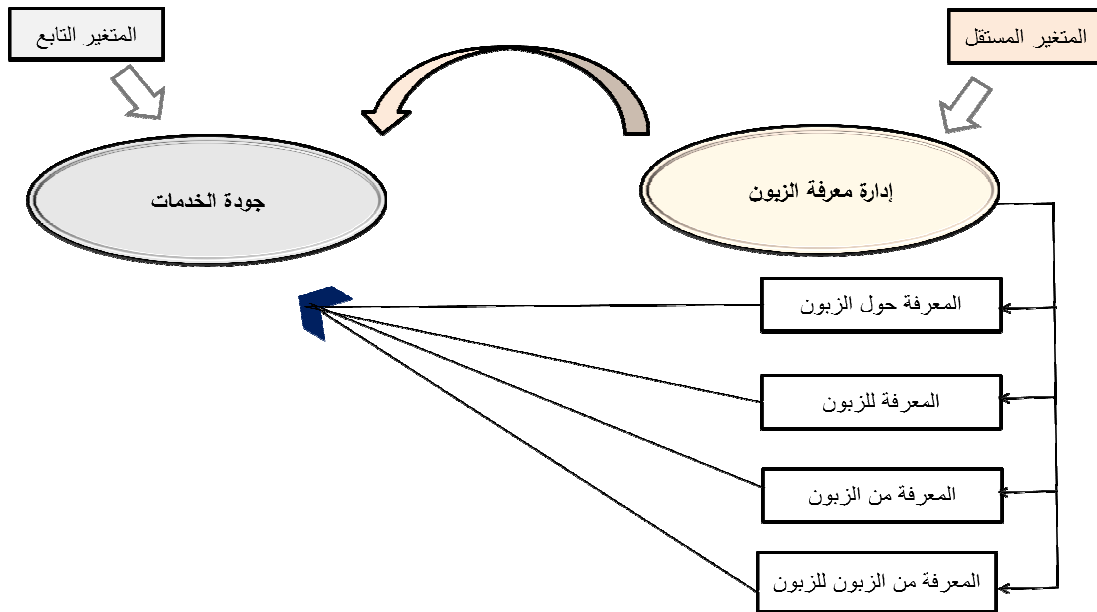 المتغير المستقل
المتغير التابع
إدارة معرفة الزبون
جودة الخدمات
المعرفة حول الزبون
المعرفة للزبون
المعرفة من الزبون
المعرفة من الزبون للزبون